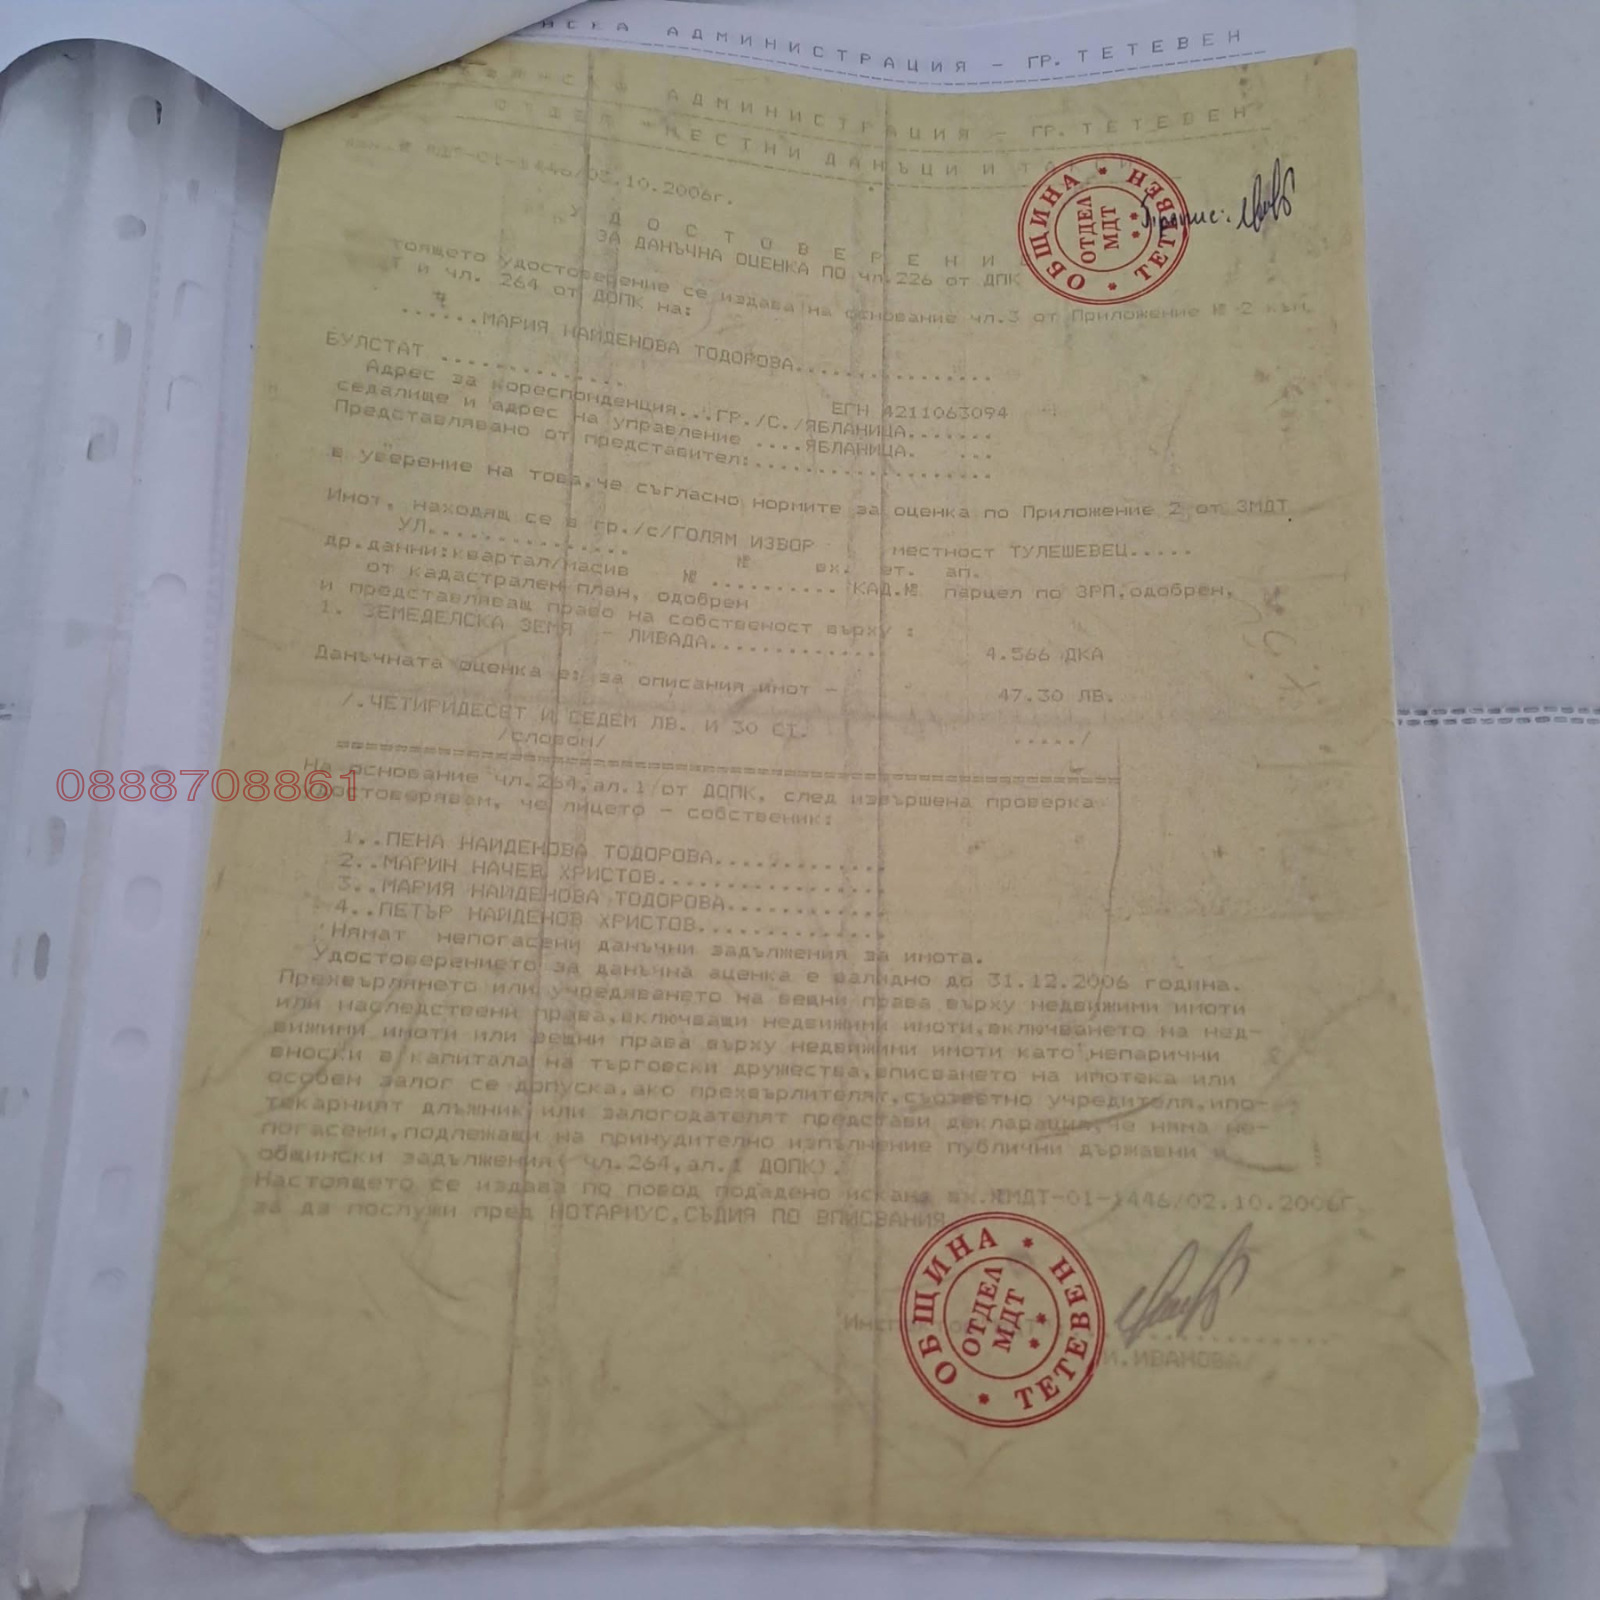 НСКА АДМИНИСТРАЦИЯ - ГР. ТЕТЕВЕН
АДМИНИСТРАЦИЯ - ГР. ТЕТЕВЕН
ОТДЕЛ "МЕСТНИ ДАНЪЦИ И ТАКСИ
МДТ-01-1446/02.10.2006г.
Препис:
ОБЩИНА * ТЕТЕВЕН *
ОТДЕЛ
МДТ
У Д О С Т О В Е Р Е Н И
ЗА ДАНЪЧНА ОЦЕНКА ПО чл.226 от ДПК
тоящето удостоверение се издава на основание чл.3 от Приложение № 2 към
Т и чл. 264 от ДОПК на:
......МАРИЯ НАЙДЕНОВА ТОДОРОВА...............
БУЛСТАТ .............
ЕГН 4211063094
Адрес за кореспонденция...ГР./С./ЯБЛАНИЦА.......
седалище и адрес на управление ....ЯБЛАНИЦА. ...
Представлявано от представител:...................
в уверение на това,че съгласно нормите за оценка по Приложение 2 от ЗМДТ
Имот, находящ се в гр./с/ГОЛЯМ ИЗВОР местност ТУЛЕШЕВЕЦ.....
УЛ............... № вх. ет. ап.
др.данни:квартал/масив № .......... КАД.№ парцел по ЗРП,одобрен,
от кадастрален план, одобрен
и представляващ право на собственост върху :
1. ЗЕМЕДЕЛСКА ЗЕМЯ - ЛИВАДА.............. 4.566 ДКА
Данъчната оценка е: за описания имот - 47.30 ЛВ.
/.ЧЕТИРИДЕСЕТ И СЕДЕМ ЛВ. И 30 СТ. ...../
/словом/
0888708861
На основание чл.264,ал.1 от ДОПК, след извършена проверка
удостоверявам, че лицето - собственик:
1..ПЕНА НАЙДЕНОВА ТОДОРОВА.............
2..МАРИН НАЧЕВ ХРИСТОВ.................
3..МАРИЯ НАЙДЕНОВА ТОДОРОВА............
4..ПЕТЪР НАЙДЕНОВ ХРИСТОВ..............
Нямат непогасени данъчни задължения за имота.
Удостоверението за данъчна оценка е валидно до 31.12.2006 година.
Прехвърлянето или учредяването на вещни права върху недвижими имоти
или наследствени права,включващи недвижими имоти,включването на нед-
вижими имоти или вещни права върху недвижими имоти като непарични
вноски в капитала на търговски дружества,вписването на ипотека или
особен залог се допуска,ако прехвърлителят,съответно учредителя,ипо-
текарният длъжник или залогодателят представи декларация,че няма не-
погасени,подлежащи на принудително изпълнение публични държавни и
общински задължения( чл.264,ал.1 ДОПК).
Настоящето се издава по повод подадено искане вх.№МДТ-01-1446/02.10.2006г.
за да послужи пред НОТАРИУС,СЪДИЯ ПО ВПИСВАНИЯ
ОБЩИНА * ТЕТЕВЕН *
ОТДЕЛ
МДТ
И.ИВАНОВА/